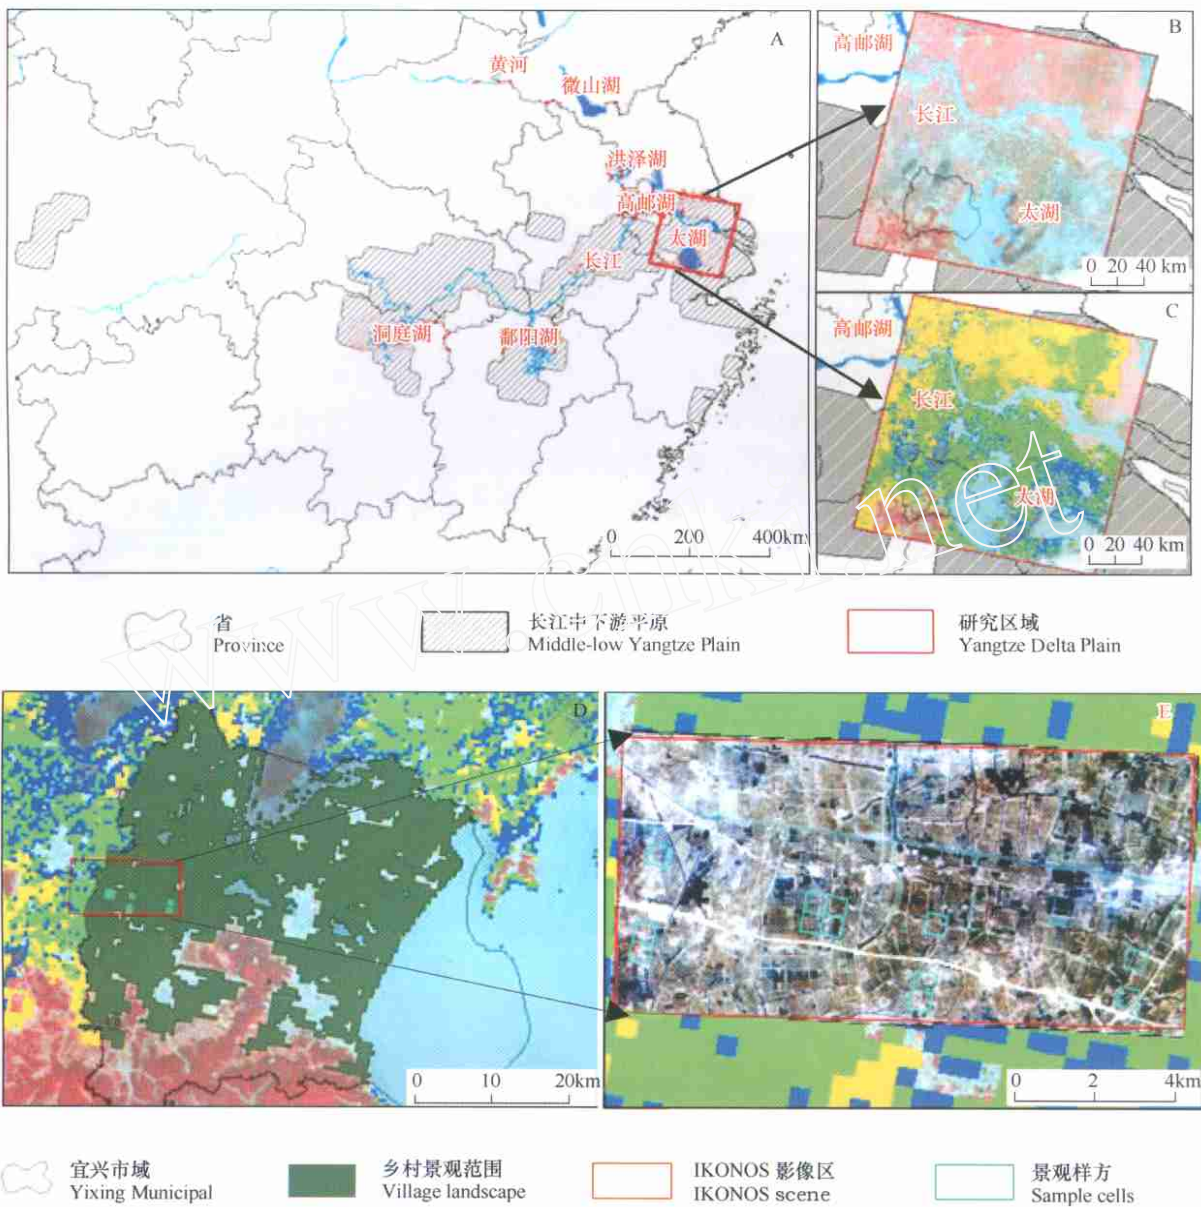 A
黄河
微山湖
洪泽湖
高邮湖
太湖
长江
洞庭湖
鄱阳湖
0 200 400km
B
高邮湖
长江
太湖
0 20 40 km
C
高邮湖
长江
太湖
0 20 40 km
www.cnki.net
省
Province
长江中下游平原
Middle-low Yangtze Plain
研究区域
Yangtze Delta Plain
D
0 10 20km
E
0 2 4km
宜兴市域
Yixing Municipal
乡村景观范围
Village landscape
IKONOS 影像区
IKONOS scene
景观样方
Sample cells